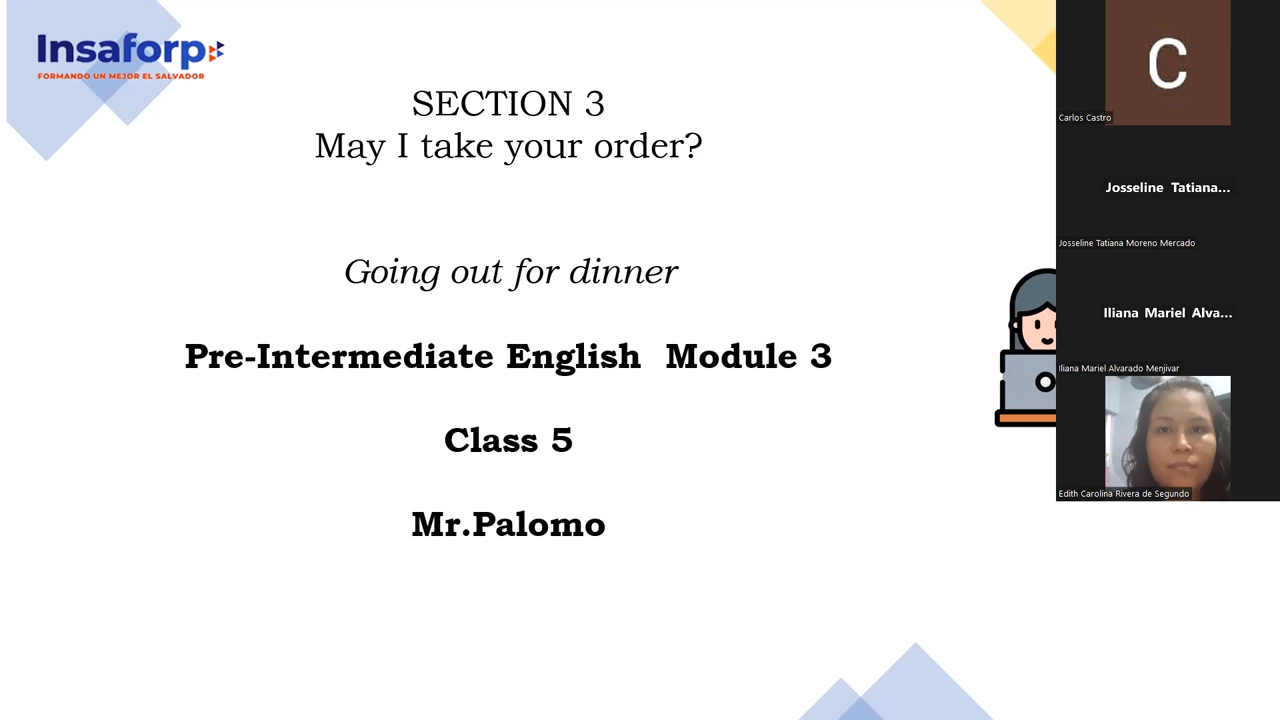 Insaforp
FORMANDO UN MEJOR EL SALVADOR
SECTION 3
May I take your order?
Going out for dinner
Pre-Intermediate English Module 3
Class 5
Mr.Palomo
C
Carlos Castro
Josseline Tatiana...
Josseline Tatiana Moreno Mercado
Iliana Mariel Alva...
Iliana Mariel Alvarado Menjivar
Edith Carolina Rivera de Segundo